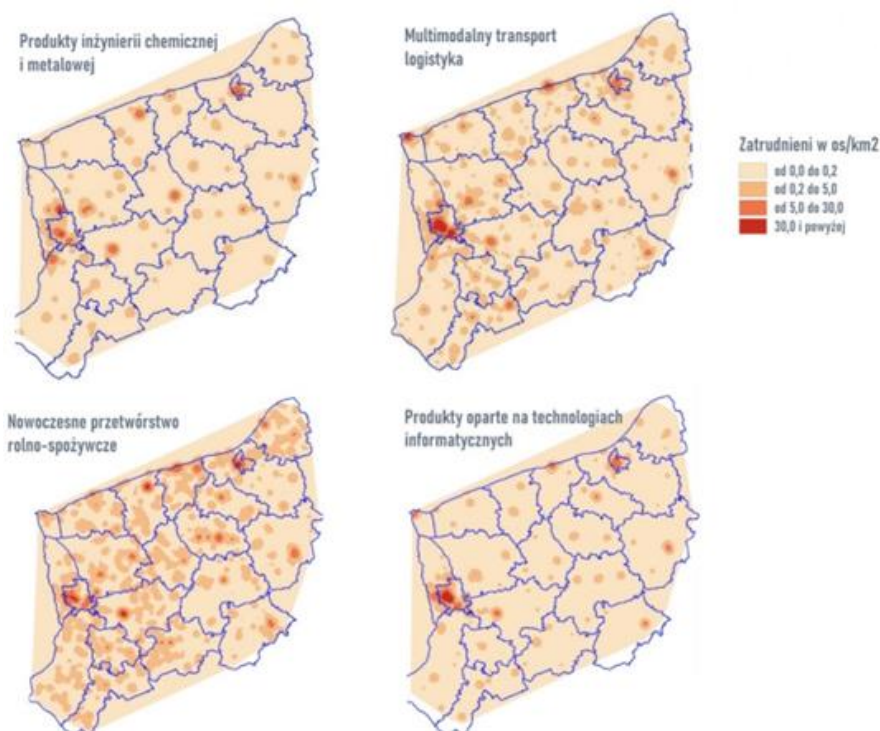 Produkty inżynierii chemicznej
i metalowej
Multimodalny transport
logistyka
Zatrudnieni w os/km2
od 0,0 do 0,2
od 0,2 do 5,0
od 5,0 do 30,0
30,0 i powyżej
Nowoczesne przetwórstwo
rolno-spożywcze
Produkty oparte na technologiach
informatycznych